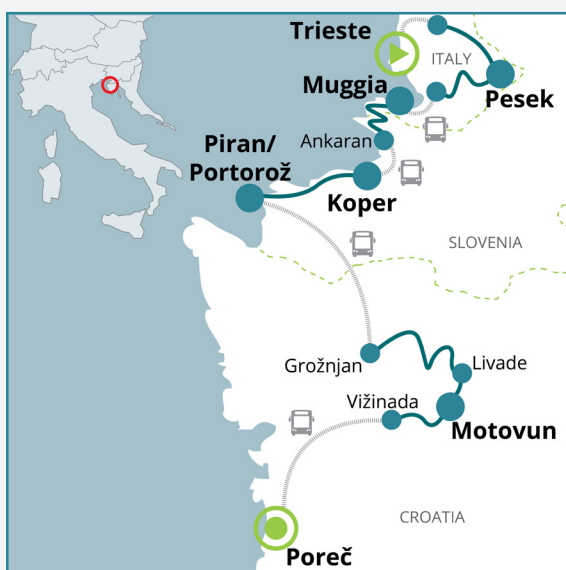 Trieste
ITALY
Muggia
Pesek
Piran/
Portorož
Ankaran
Koper
SLOVENIA
Grožnjan
Livade
Vižinada
Motovun
CROATIA
Poreč